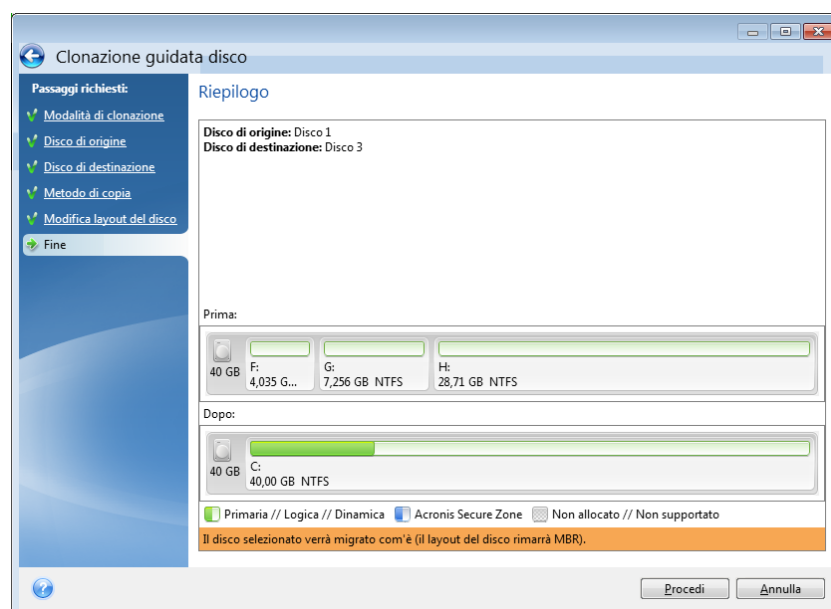 Clonazione guidata disco
Passaggi richiesti:
Modalità di clonazione
Disco di origine
Disco di destinazione
Metodo di copia
Modifica layout del disco
Fine
Riepilogo
Disco di origine: Disco 1
Disco di destinazione: Disco 3
Prima:
40 GB
F:
4,035 G...
G:
7,256 GB NTFS
H:
28,71 GB NTFS
Dopo:
40 GB
C:
40,00 GB NTFS
Primaria // Logica // Dinamica
Acronis Secure Zone
Non allocato // Non supportato
Il disco selezionato verrà migrato com'è (il layout del disco rimarrà MBR).
?
Procedi
Annulla